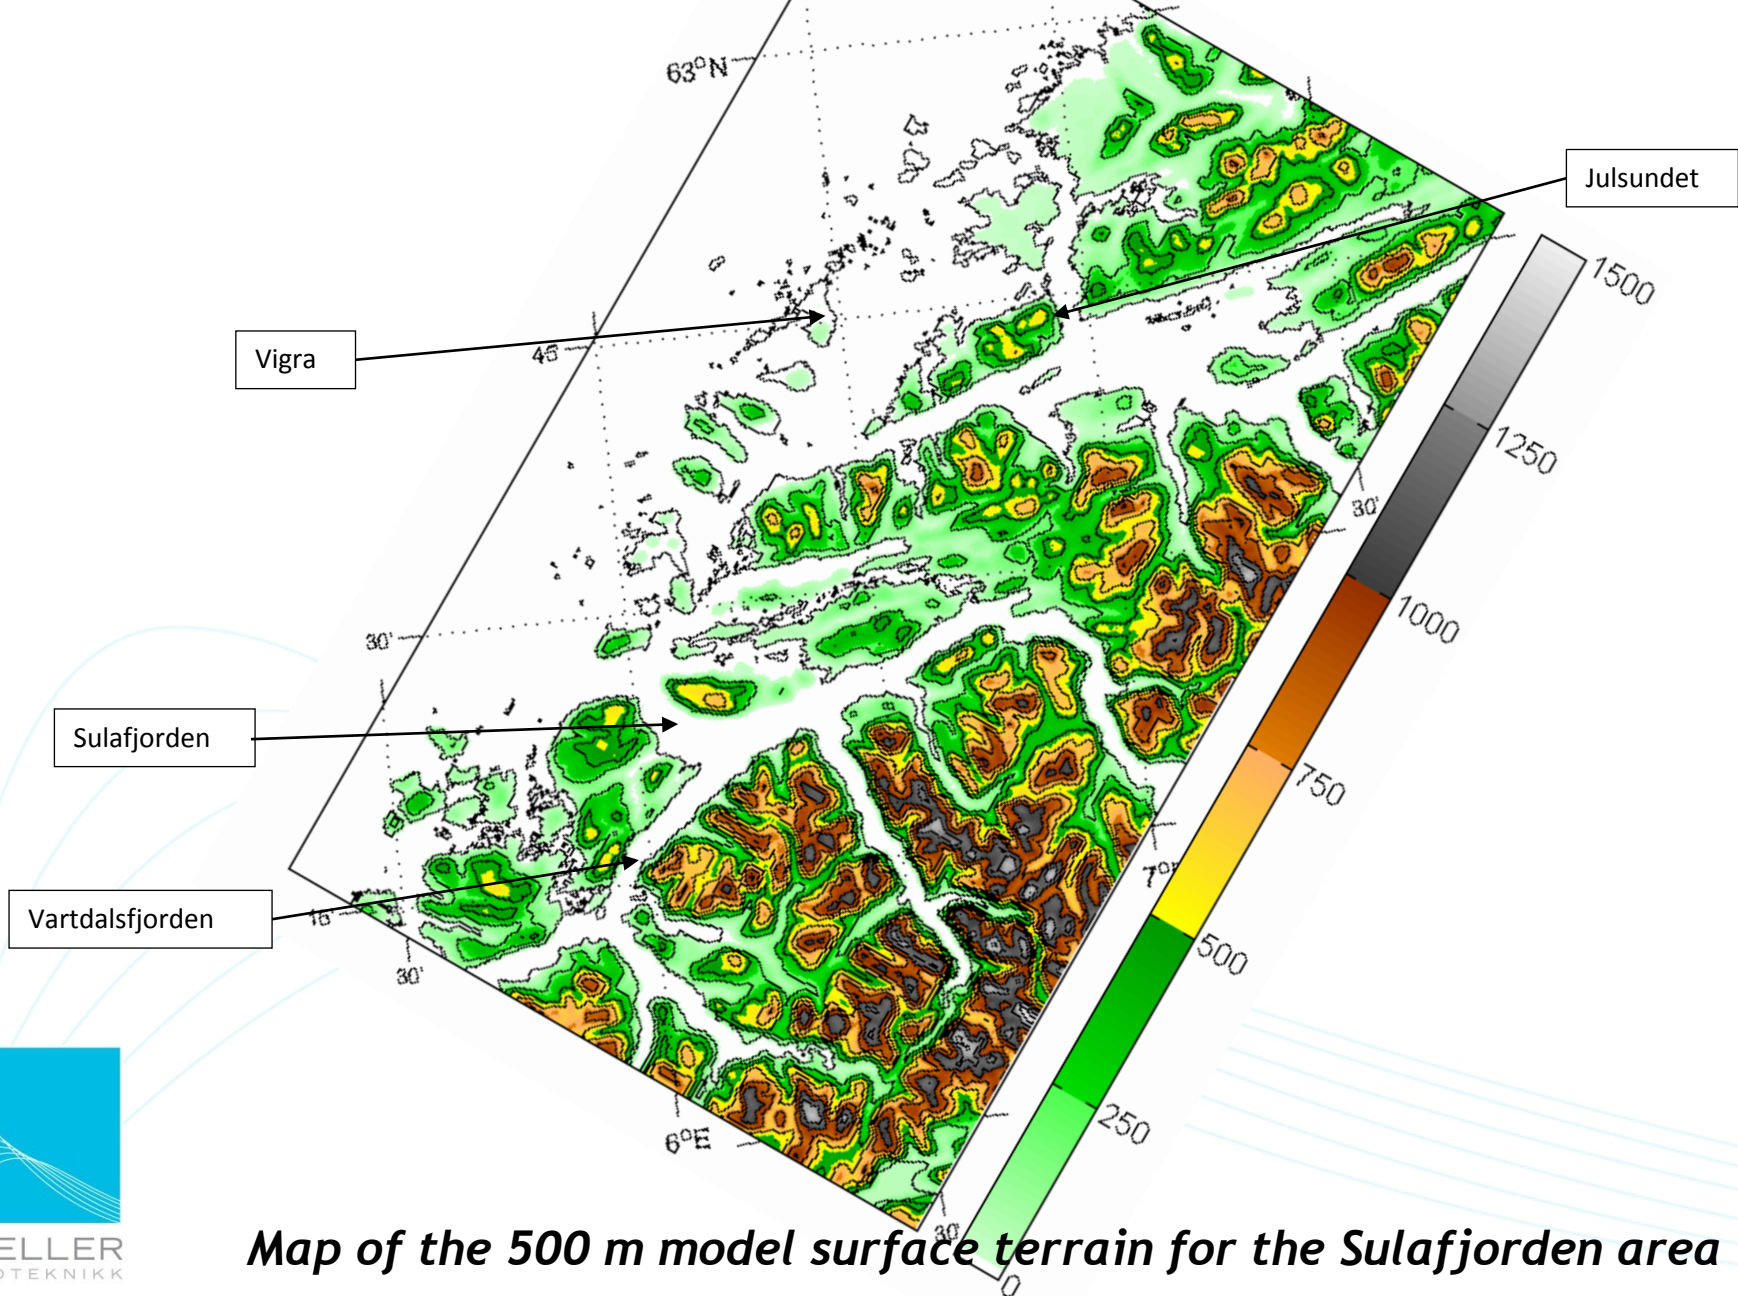 63°N
Julsundet
1500
Vigra
45'
1250
30'
1000
30'
Sulafjorden
750
7°E
Vartdalsfjorden
15'
500
30'
250
6°E
30'
0
ELLER
OTEKNIKK
Map of the 500 m model surface terrain for the Sulafjorden area